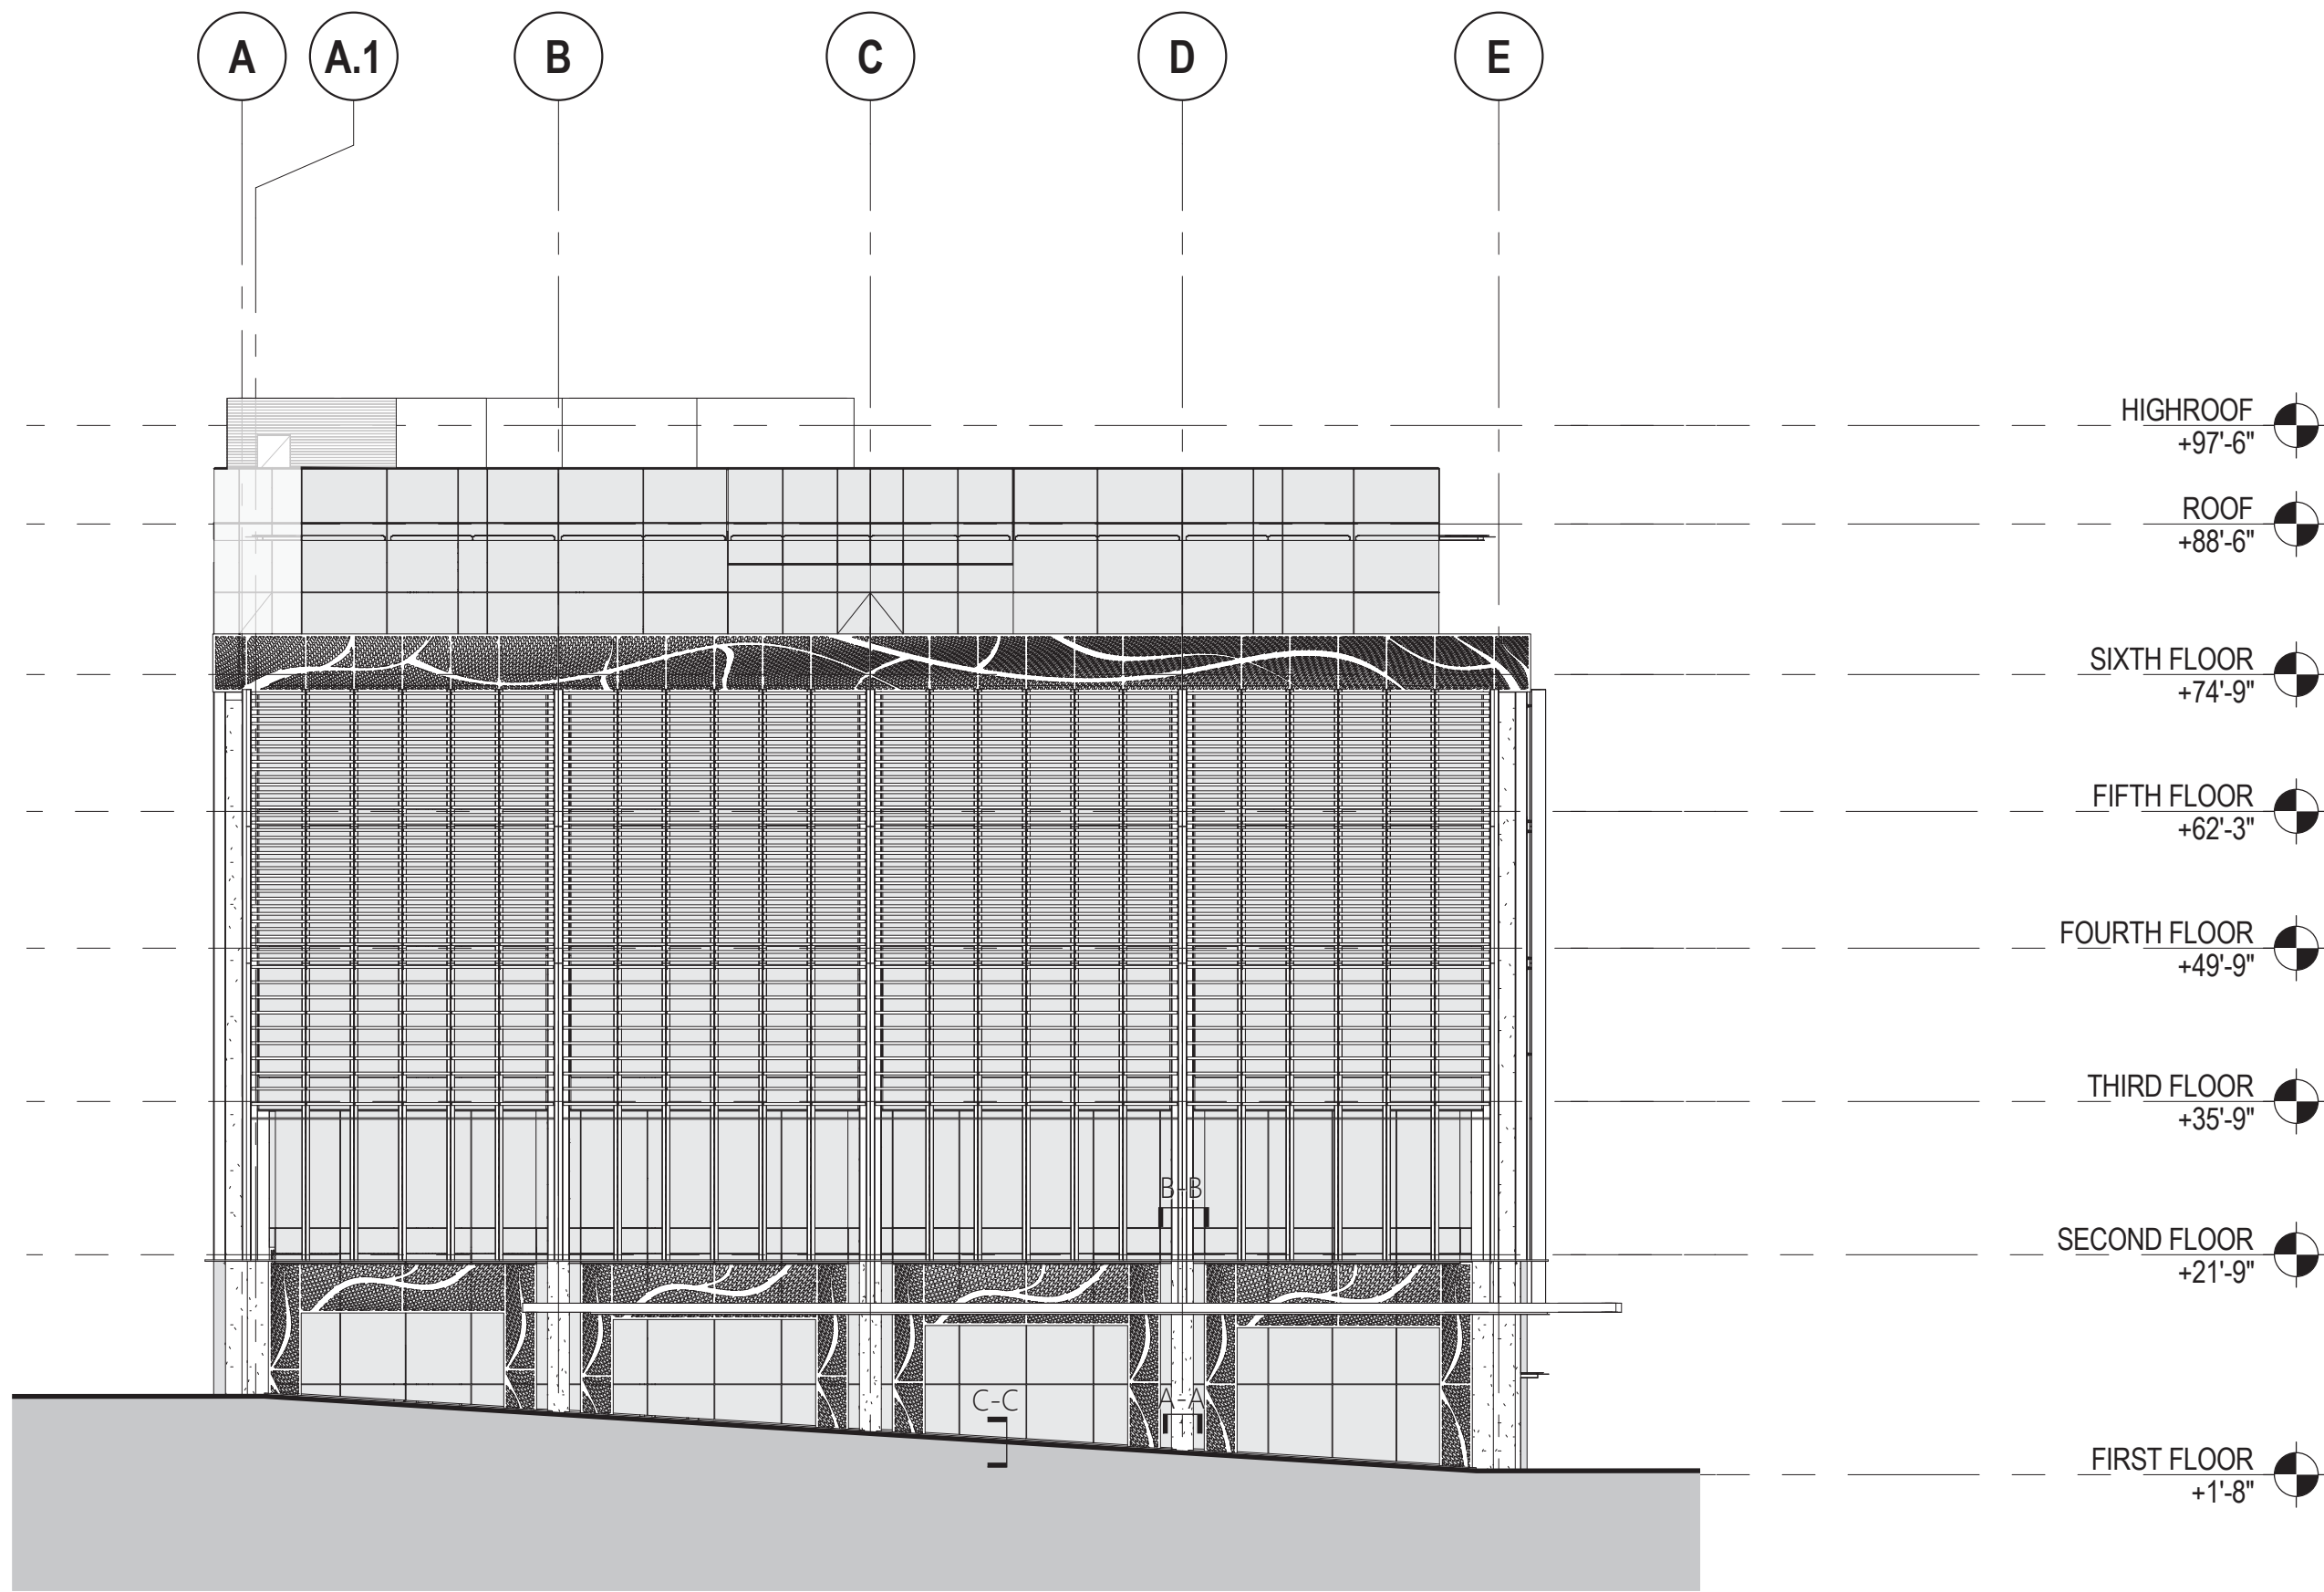 A A.1 B C D E
HIGHROOF
+97'-6"
ROOF
+88'-6"
SIXTH FLOOR
+74'-9"
FIFTH FLOOR
+62'-3"
FOURTH FLOOR
+49'-9"
THIRD FLOOR
+35'-9"
B-B
SECOND FLOOR
+21'-9"
C-C A-A
FIRST FLOOR
+1'-8"